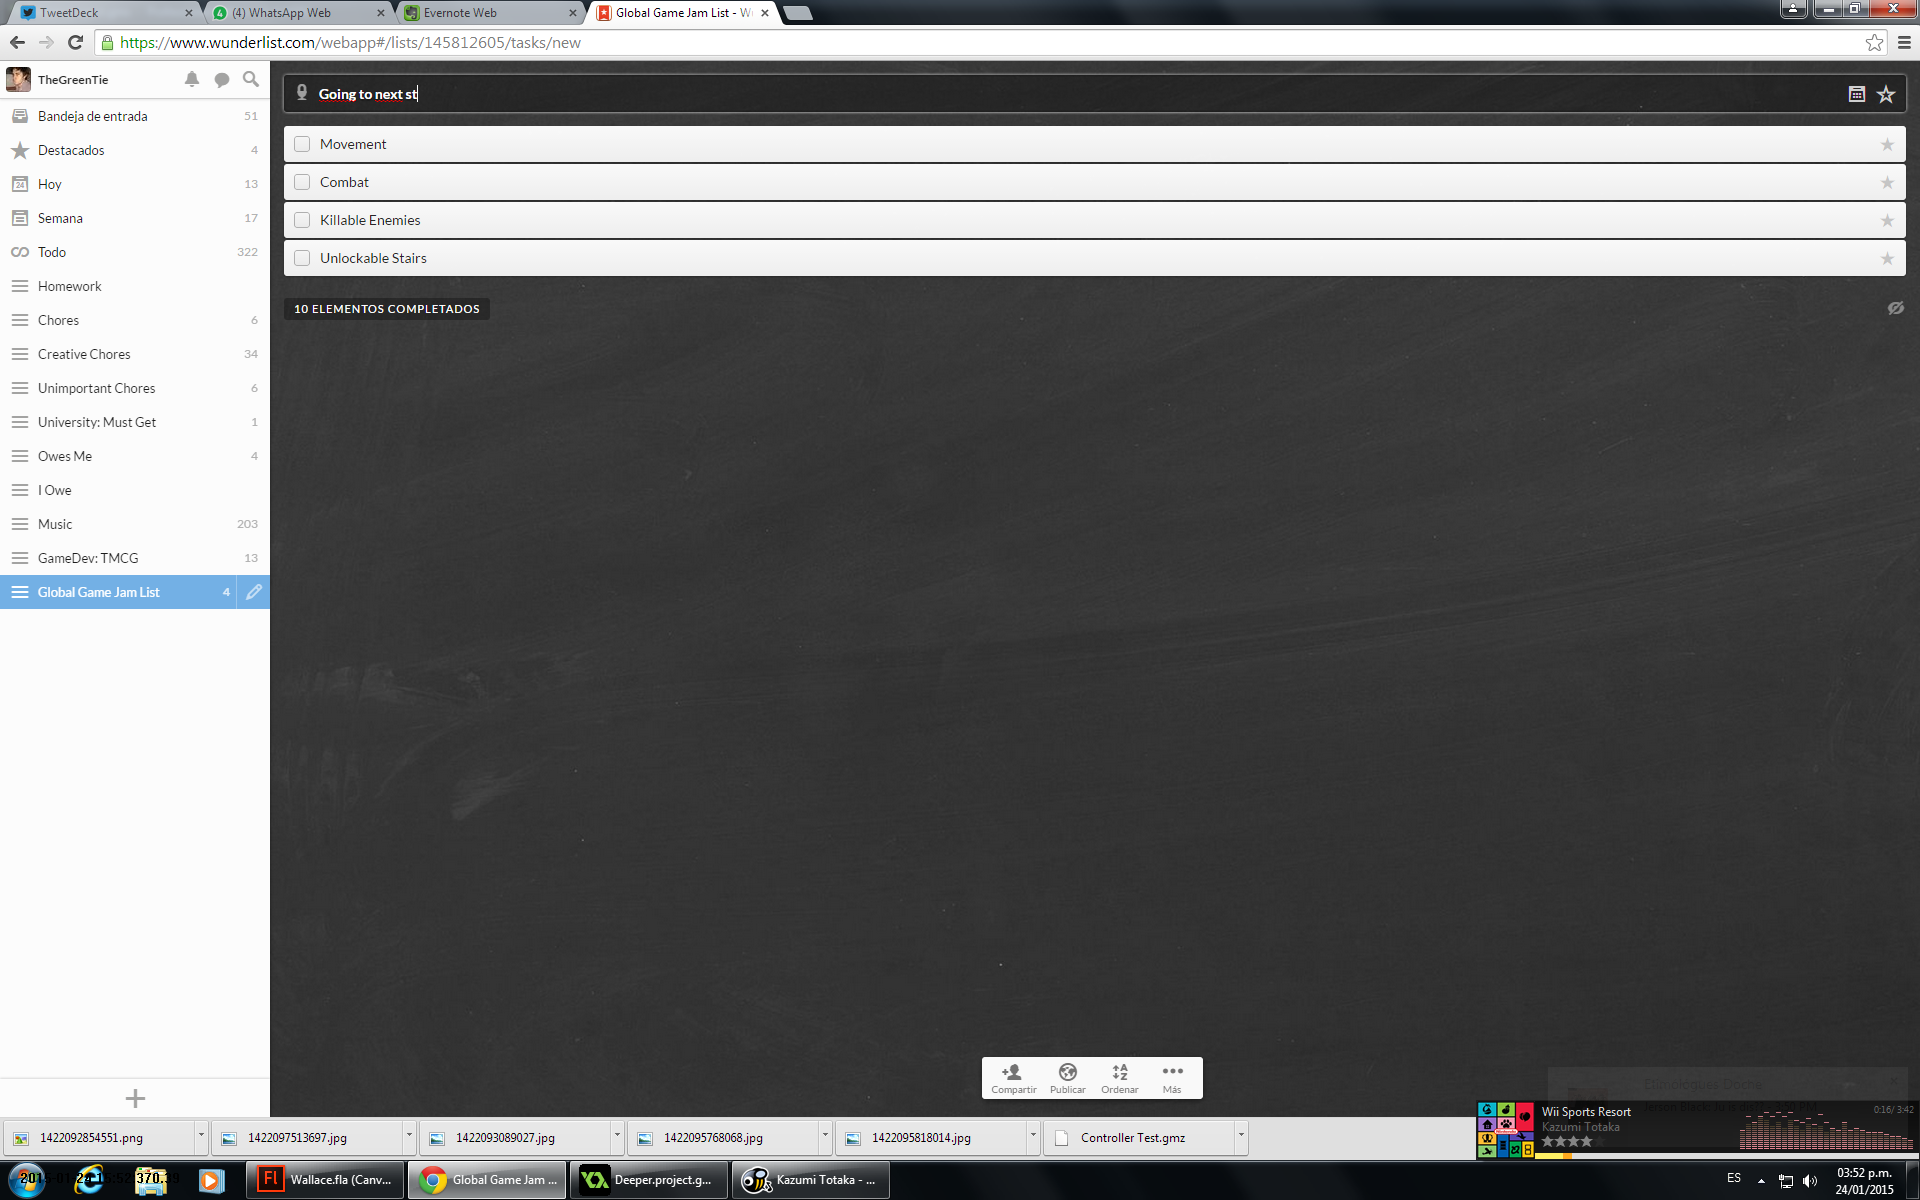 TweetDeck
(4) WhatsApp Web
Evernote Web
Global Game Jam List - W
https://www.wunderlist.com/webapp#/lists/145812605/tasks/new
TheGreenTie
Going to next st
Bandeja de entrada 51
Destacados 4
24 Hoy 13
Semana 17
Todo 322
Homework
Chores 6
Creative Chores 34
Unimportant Chores 6
University: Must Get 1
Owes Me 4
I Owe
Music 203
GameDev: TMCG 13
Global Game Jam List 4
Movement
Combat
Killable Enemies
Unlockable Stairs
10 ELEMENTOS COMPLETADOS
Compartir
Publicar
Ordenar
Más
1422092854551.png
1422097513697.jpg
1422093089027.jpg
1422095768068.jpg
1422095818014.jpg
Controller Test.gmz
Wii Sports Resort
Kazumi Totaka
0:16/ 3:42
Wallace.fla (Canv...
Global Game Jam ...
Deeper.project.g...
Kazumi Totaka - ...
ES
03:52 p.m.
24/01/2015